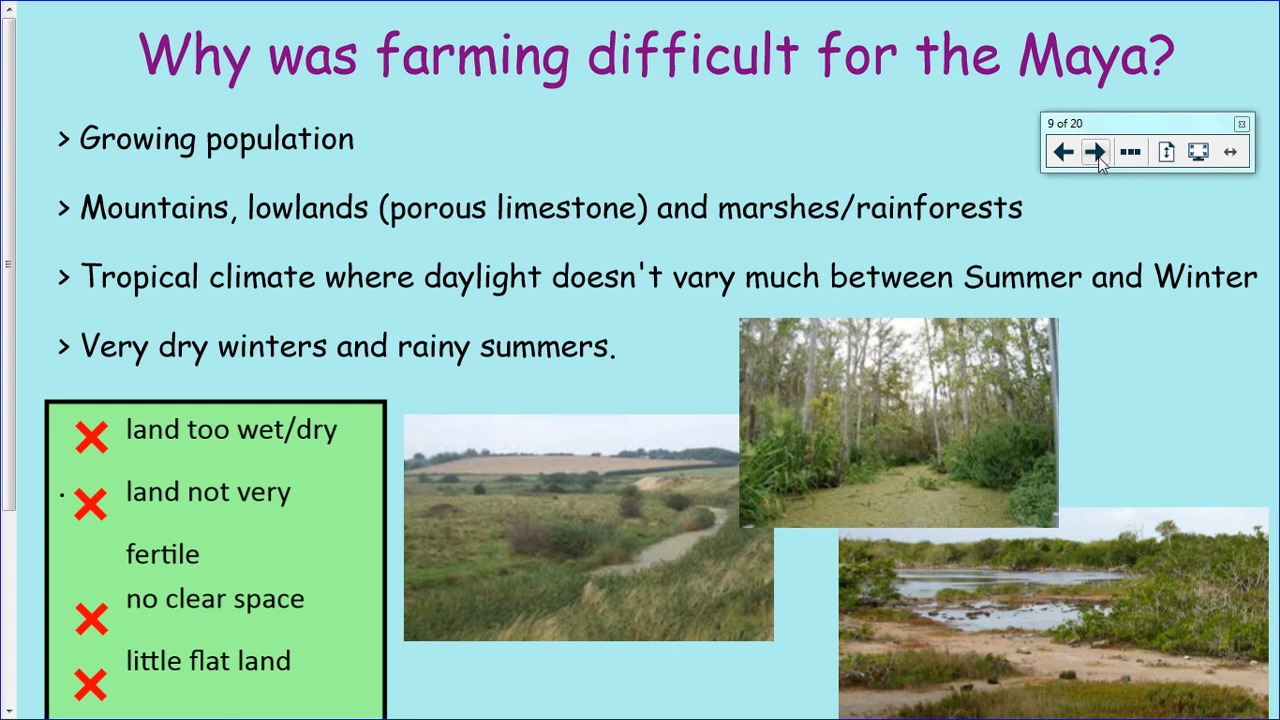 Why was farming difficult for the Maya?
> Growing population
9 of 20
> Mountains, lowlands (porous limestone) and marshes/rainforests
> Tropical climate where daylight doesn't vary much between Summer and Winter
> Very dry winters and rainy summers.
land too wet/dry
land not very
fertile
no clear space
little flat land